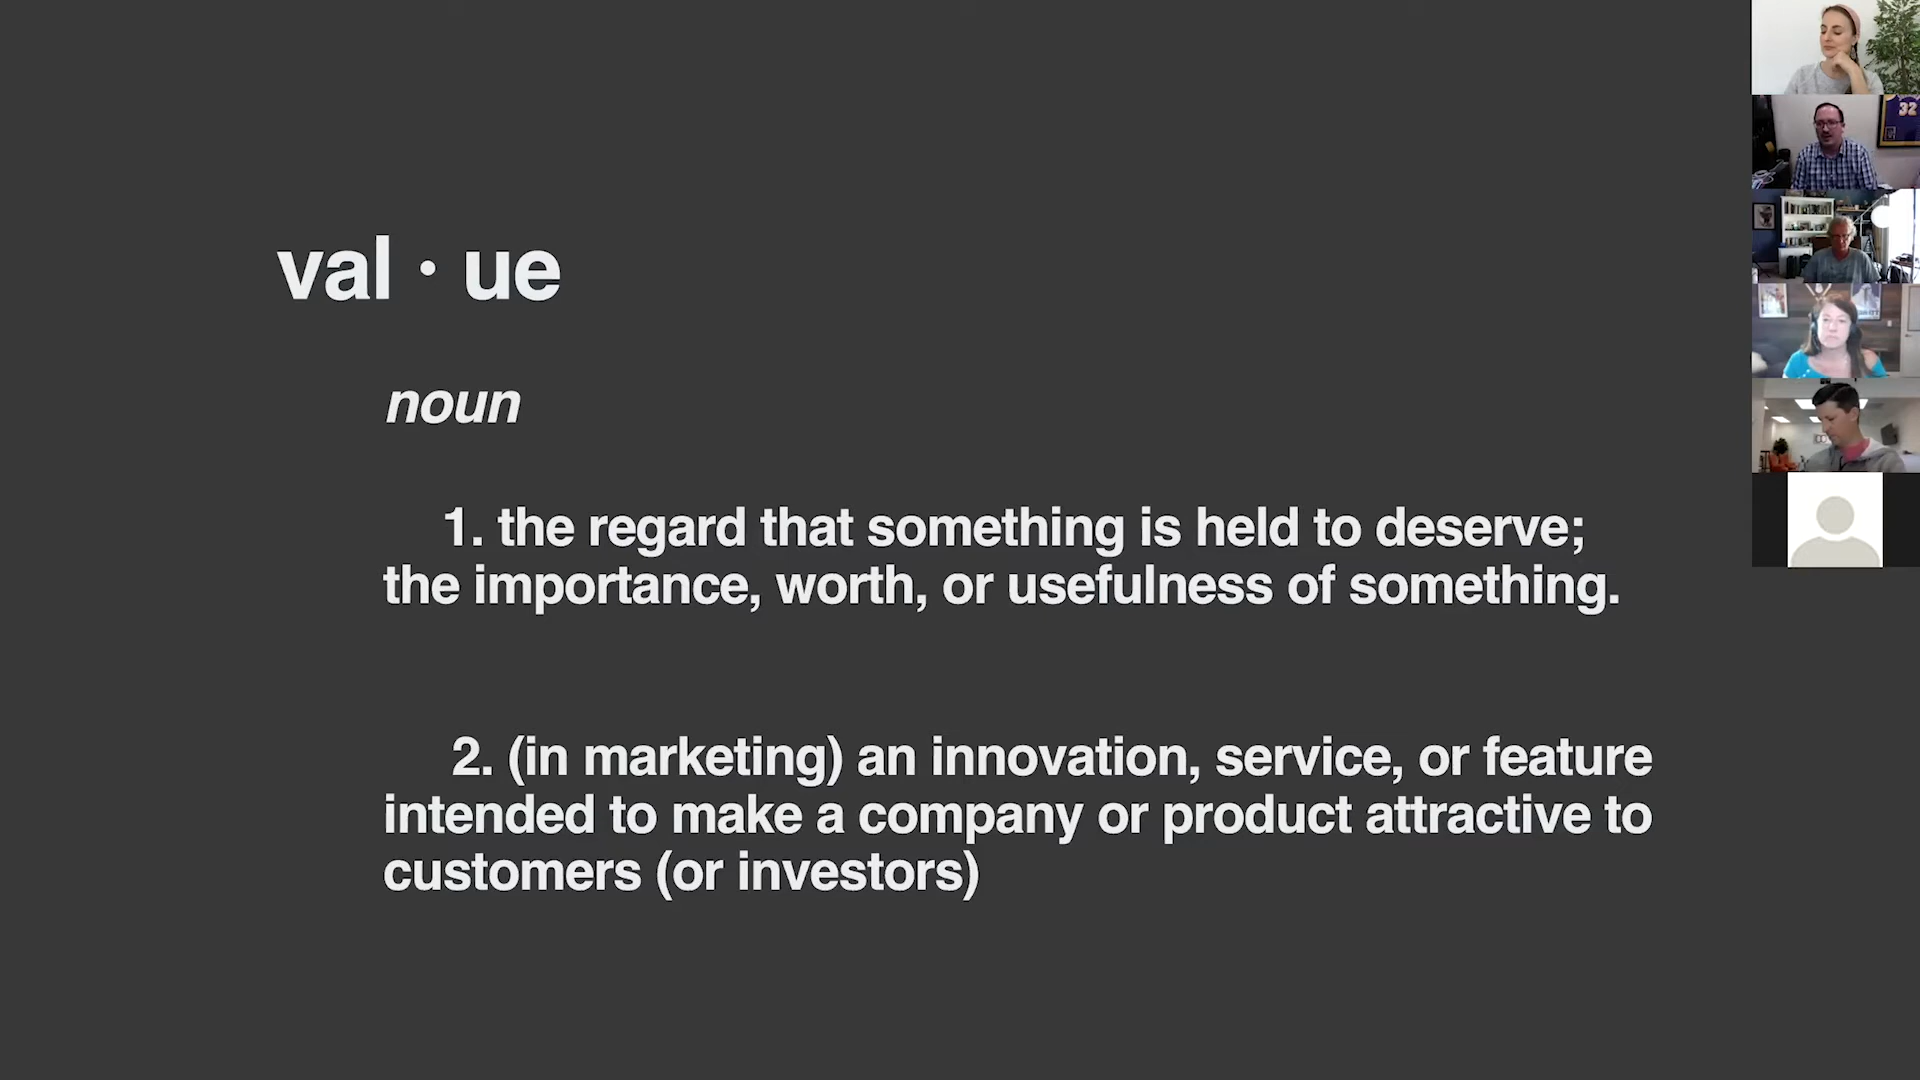 val · ue
noun
1. the regard that something is held to deserve;
the importance, worth, or usefulness of something.
2. (in marketing) an innovation, service, or feature
intended to make a company or product attractive to
customers (or investors)
32